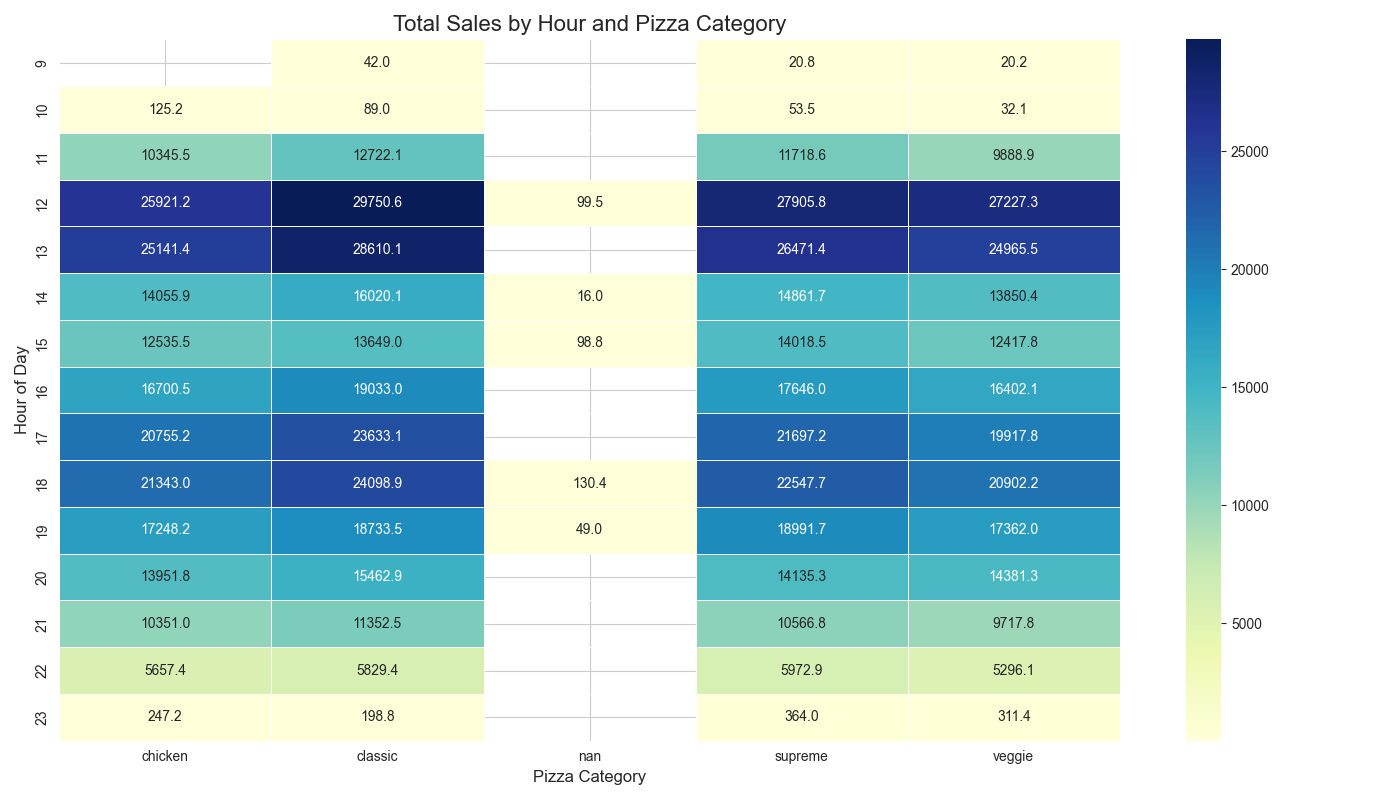 Total Sales by Hour and Pizza Category
Hour of Day
9 42.0 20.8 20.2
10 125.2 89.0 53.5 32.1
11 10345.5 12722.1 11718.6 9888.9
12 25921.2 29750.6 99.5 27905.8 27227.3
13 25141.4 28610.1 26471.4 24965.5
14 14055.9 16020.1 16.0 14861.7 13850.4
15 12535.5 13649.0 98.8 14018.5 12417.8
16 16700.5 19033.0 17646.0 16402.1
17 20755.2 23633.1 21697.2 19917.8
18 21343.0 24098.9 130.4 22547.7 20902.2
19 17248.2 18733.5 49.0 18991.7 17362.0
20 13951.8 15462.9 14135.3 14381.3
21 10351.0 11352.5 10566.8 9717.8
22 5657.4 5829.4 5972.9 5296.1
23 247.2 198.8 364.0 311.4
chicken classic nan supreme veggie
Pizza Category
25000
20000
15000
10000
5000